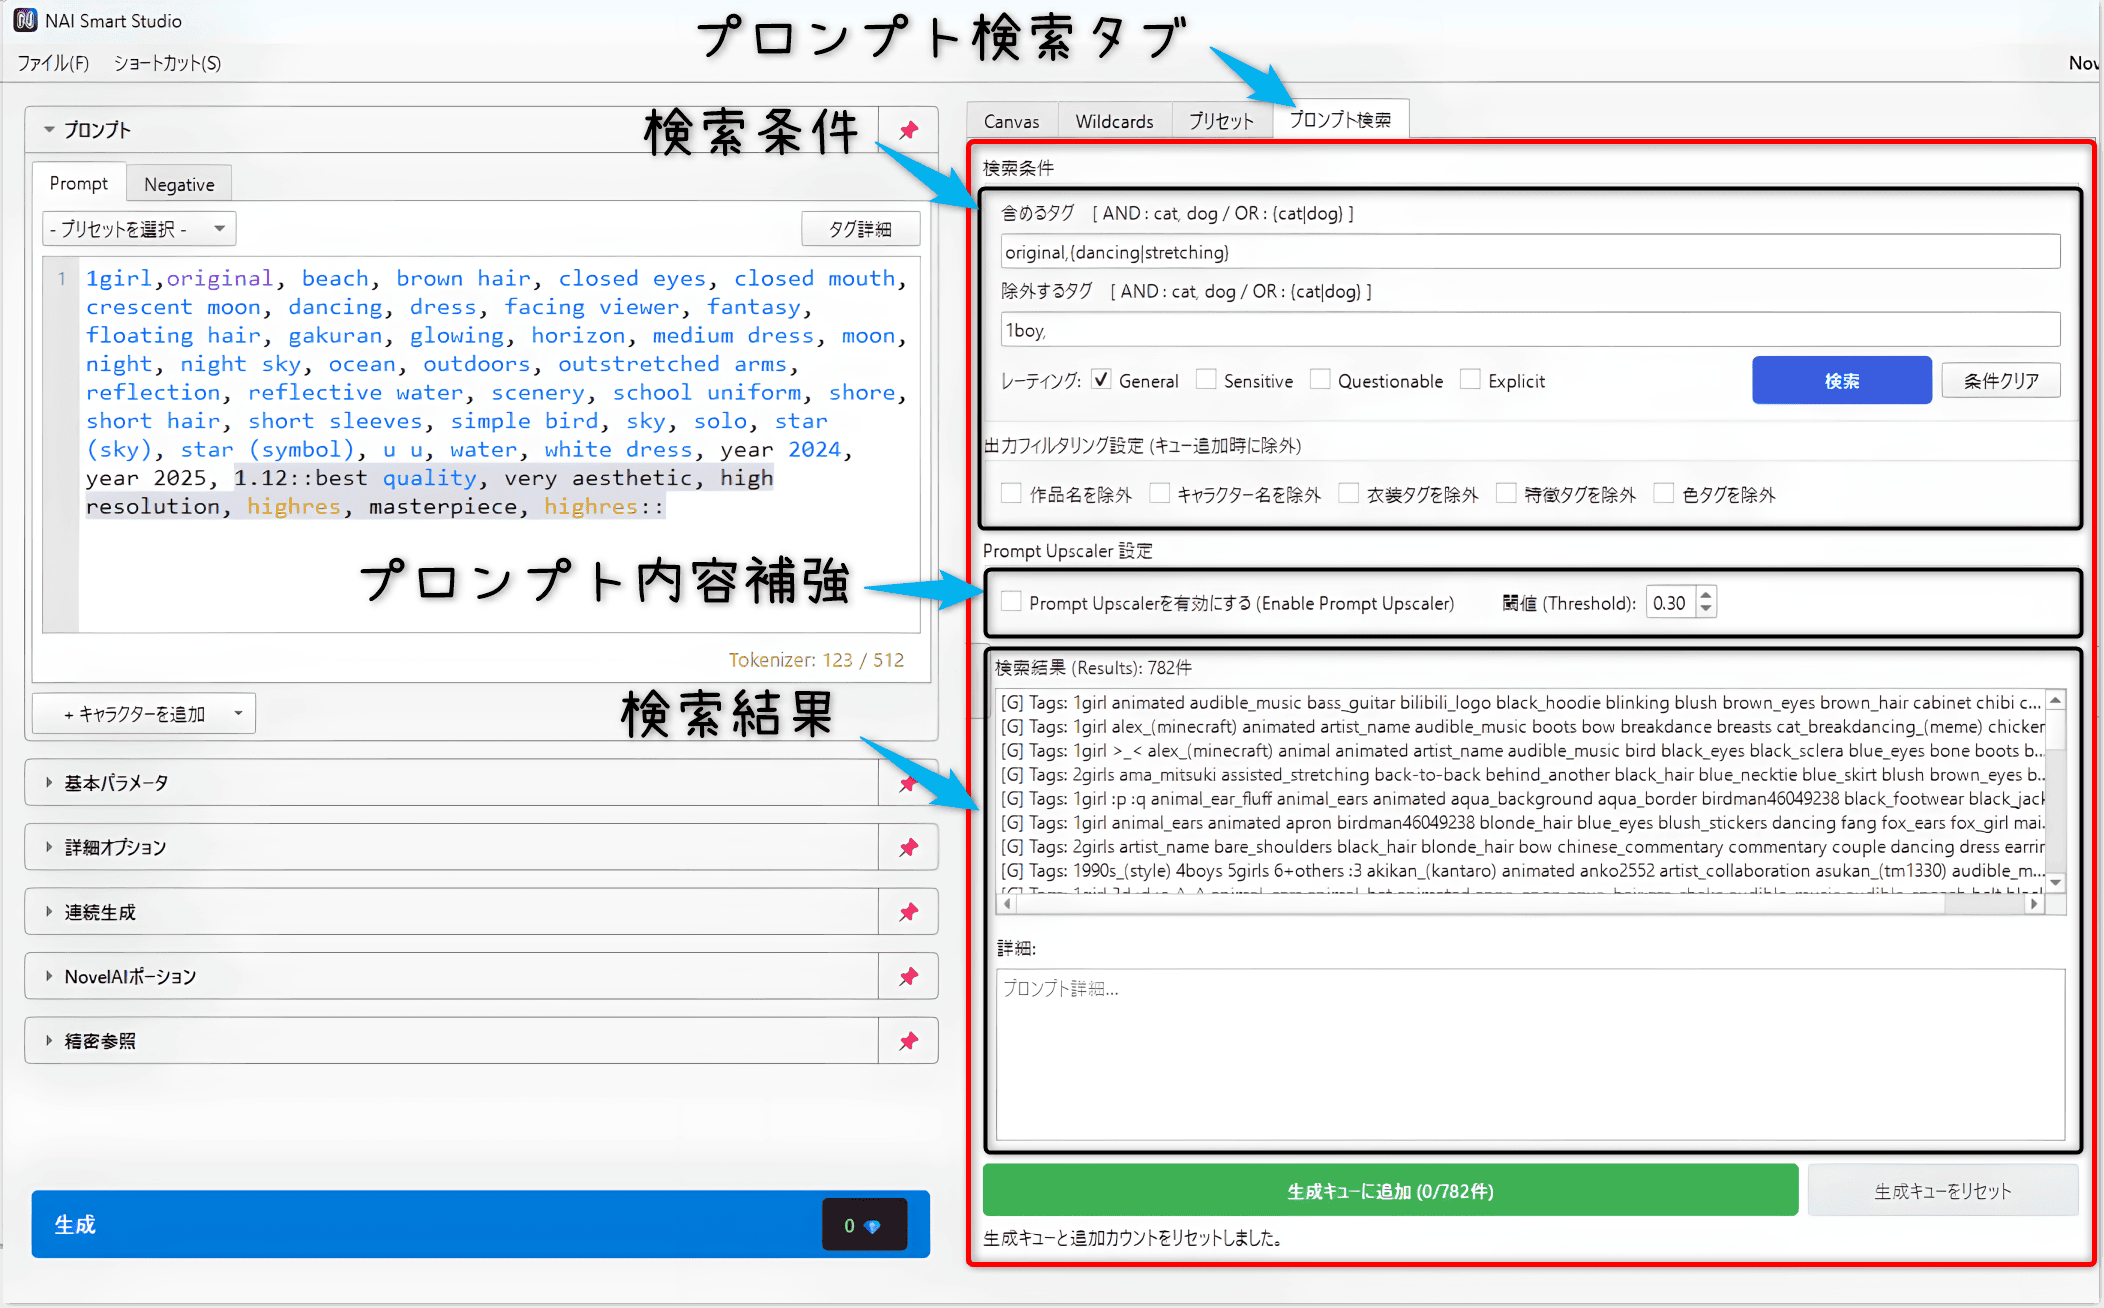 NAI Smart Studio
ファイル(F) ショートカット(S)
Nov
プロンプト検索タブ
検索条件
プロンプト
Prompt Negative
- プリセットを選択 -
タグ詳細
1
1girl,original, beach, brown hair, closed eyes, closed mouth,
crescent moon, dancing, dress, facing viewer, fantasy,
floating hair, gakuran, glowing, horizon, medium dress, moon,
night, night sky, ocean, outdoors, outstretched arms,
reflection, reflective water, scenery, school uniform, shore,
short hair, short sleeves, simple bird, sky, solo, star
(sky), star (symbol), u u, water, white dress, year 2024,
year 2025, 1.12::best quality, very aesthetic, high
resolution, highres, masterpiece, highres::
プロンプト内容補強
Tokenizer: 123 / 512
検索結果
+ キャラクターを追加
基本パラメータ
詳細オプション
連続生成
NovelAIポーション
精密参照
生成
0
Canvas Wildcards プリセット プロンプト検索
検索条件
含めるタグ [ AND : cat, dog / OR : {cat|dog} ]
original,{dancing|stretching}
除外するタグ [ AND : cat, dog / OR : {cat|dog} ]
1boy,
レーティング: General Sensitive Questionable Explicit
検索
条件クリア
出力フィルタリング設定 (キュー追加時に除外)
作品名を除外 キャラクター名を除外 衣装タグを除外 特徴タグを除外 色タグを除外
Prompt Upscaler 設定
Prompt Upscalerを有効にする (Enable Prompt Upscaler) 閾値 (Threshold): 0.30
検索結果 (Results): 782件
[G] Tags: 1girl animated audible_music bass_guitar bilibili_logo black_hoodie blinking blush brown_eyes brown_hair cabinet chibi c...
[G] Tags: 1girl alex_(minecraft) animated artist_name audible_music boots bow breakdance breasts cat_breakdancing_(meme) chicken
[G] Tags: 1girl >_< alex_(minecraft) animal animated artist_name audible_music bird black_eyes black_sclera blue_eyes bone boots b...
[G] Tags: 2girls ama_mitsuki assisted_stretching back-to-back behind_another black_hair blue_necktie blue_skirt blush brown_eyes b...
[G] Tags: 1girl :p :q animal_ear_fluff animal_ears animated aqua_background aqua_border birdman46049238 black_footwear black_jack
[G] Tags: 1girl animal_ears animated apron birdman46049238 blonde_hair blue_eyes blush_stickers dancing fang fox_ears fox_girl mai...
[G] Tags: 2girls artist_name bare_shoulders black_hair blonde_hair bow chinese_commentary commentary couple dancing dress earrin
[G] Tags: 1990s_(style) 4boys 5girls 6+others :3 akikan_(kantaro) animated anko2552 artist_collaboration asukan_(tm1330) audible_m...
詳細:
プロンプト詳細...
生成キューに追加 (0/782件)
生成キューをリセット
生成キューと追加カウントをリセットしました。